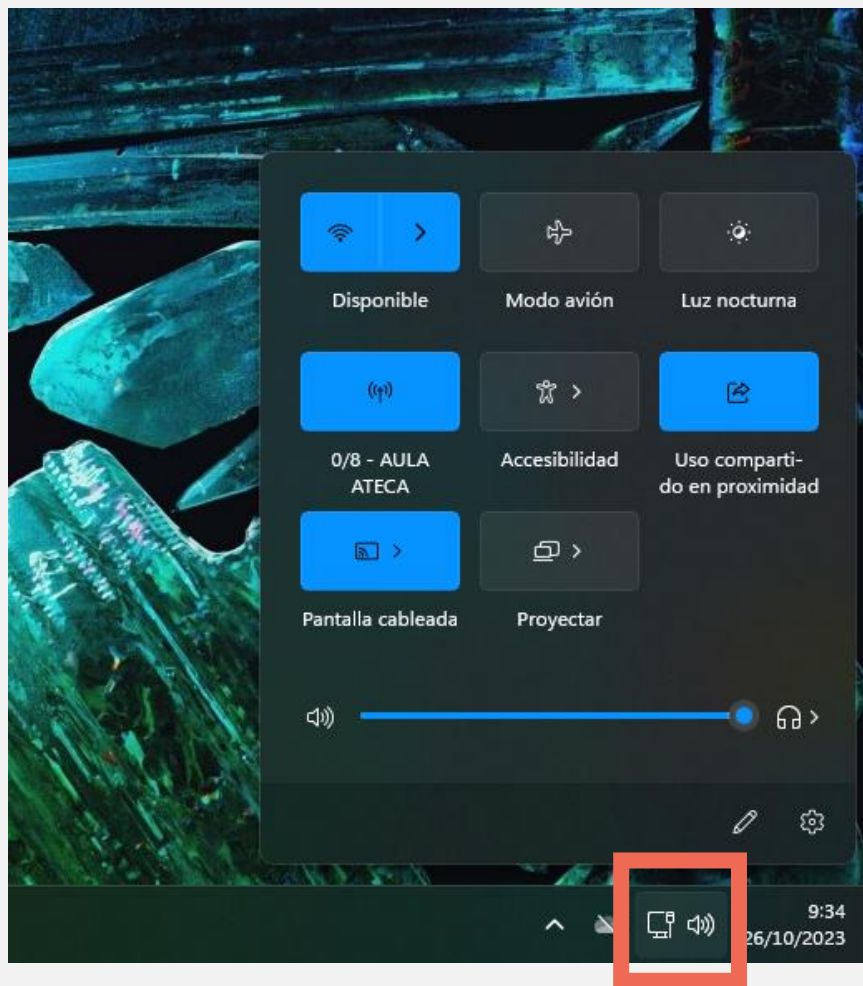 Disponible
Modo avión
Luz nocturna
0/8 - AULA
ATECA
Accesibilidad
Uso comparti-
do en proximidad
Pantalla cableada
Proyectar
9:34
26/10/2023